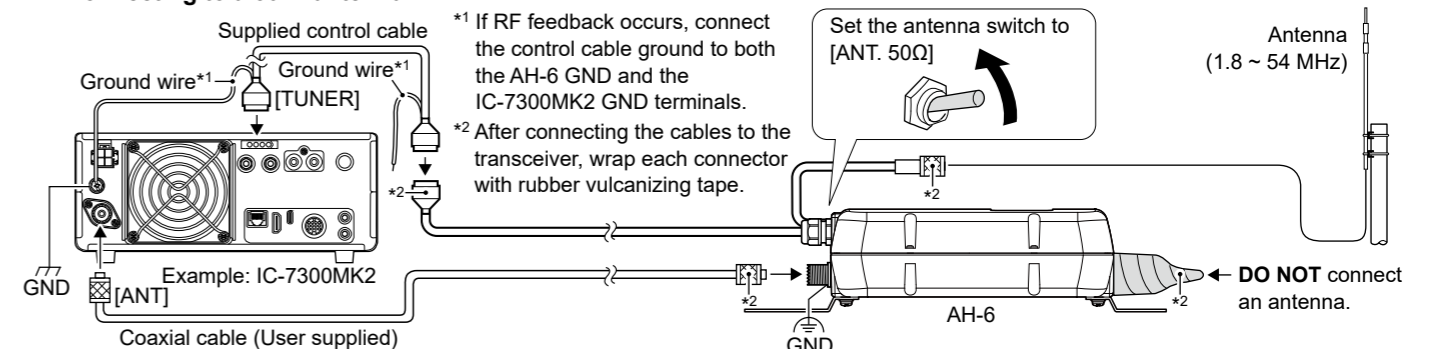 Supplied control cable
Ground wire*1
Ground wire*1
[TUNER]
*1 If RF feedback occurs, connect
the control cable ground to both
the AH-6 GND and the
IC-7300MK2 GND terminals.
*2 After connecting the cables to the
transceiver, wrap each connector
with rubber vulcanizing tape.
Set the antenna switch to
[ANT. 50Ω]
Antenna
(1.8 ~ 54 MHz)
*2
*2
GND
Example: IC-7300MK2
[ANT]
Coaxial cable (User supplied)
*2
GND
AH-6
*2
DO NOT connect
an antenna.